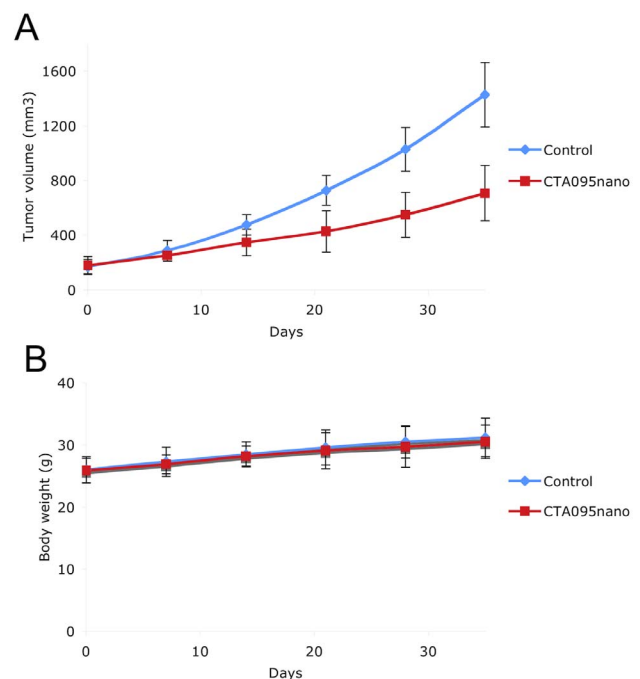 A
1600
1200
800
400
0
Tumor volume (mm3)
0 10 20 30
Days
Control
CTA095nano
B
40
30
20
10
0
Body weight (g)
0 10 20 30
Days
Control
CTA095nano